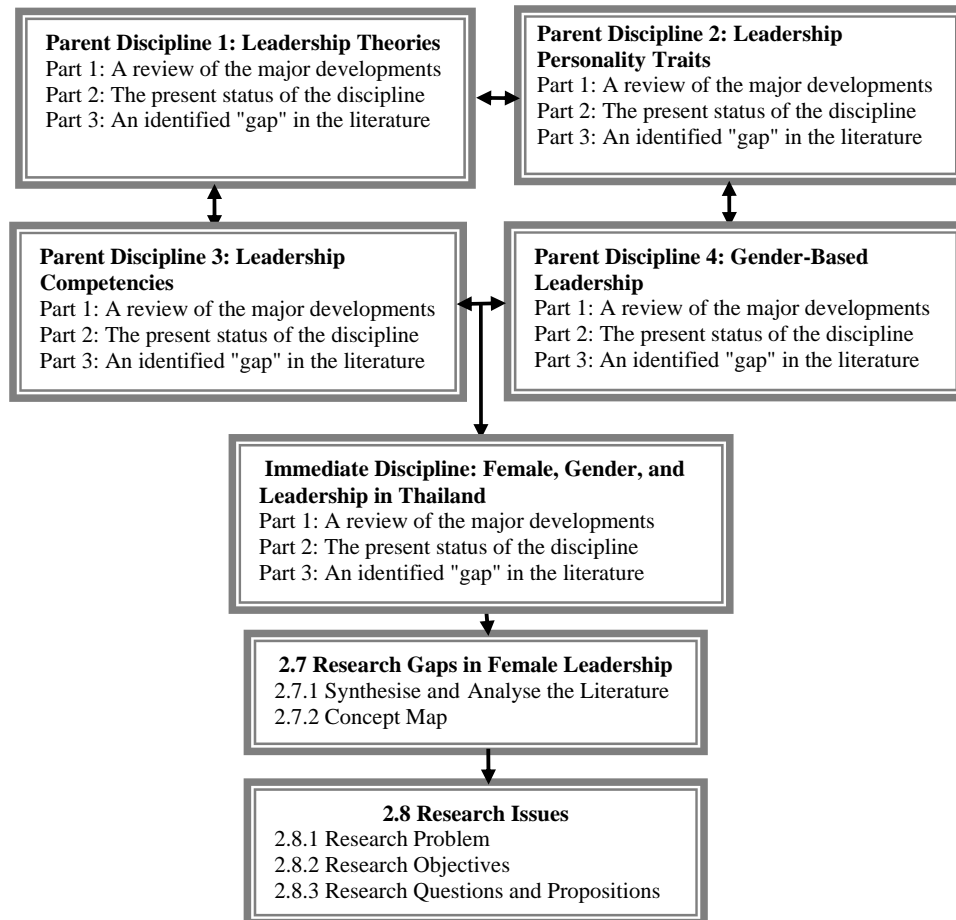 Parent Discipline 1: Leadership Theories
Part 1: A review of the major developments
Part 2: The present status of the discipline
Part 3: An identified "gap" in the literature
Parent Discipline 2: Leadership
Personality Traits
Part 1: A review of the major developments
Part 2: The present status of the discipline
Part 3: An identified "gap" in the literature
Parent Discipline 3: Leadership
Competencies
Part 1: A review of the major developments
Part 2: The present status of the discipline
Part 3: An identified "gap" in the literature
Parent Discipline 4: Gender-Based
Leadership
Part 1: A review of the major developments
Part 2: The present status of the discipline
Part 3: An identified "gap" in the literature
Immediate Discipline: Female, Gender, and
Leadership in Thailand
Part 1: A review of the major developments
Part 2: The present status of the discipline
Part 3: An identified "gap" in the literature
2.7 Research Gaps in Female Leadership
2.7.1 Synthesise and Analyse the Literature
2.7.2 Concept Map
2.8 Research Issues
2.8.1 Research Problem
2.8.2 Research Objectives
2.8.3 Research Questions and Propositions